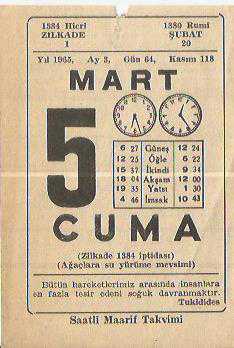 1384 Hicri 1380 Rumi
ZİLKADE ŞUBAT
1 20
Yıl 1965, Ay 3, Gün 64, Kasım 118
MART
5
6 27 Güneş 12 24
12 25 Öğle 6 22
15 37 İkindi 9 34
18 04 Akşam 12 00
19 35 Yatsı 1 30
4 46 İmsak 10 43
CUMA
(Zilkade 1384 iptidası)
(Ağaçlara su yürüme mevsimi)
Bütün hareketlerimiz arasında insanlara
en fazla tesir edeni soğuk davranmaktır.
Tukidides
Saatli Maarif Takvimi